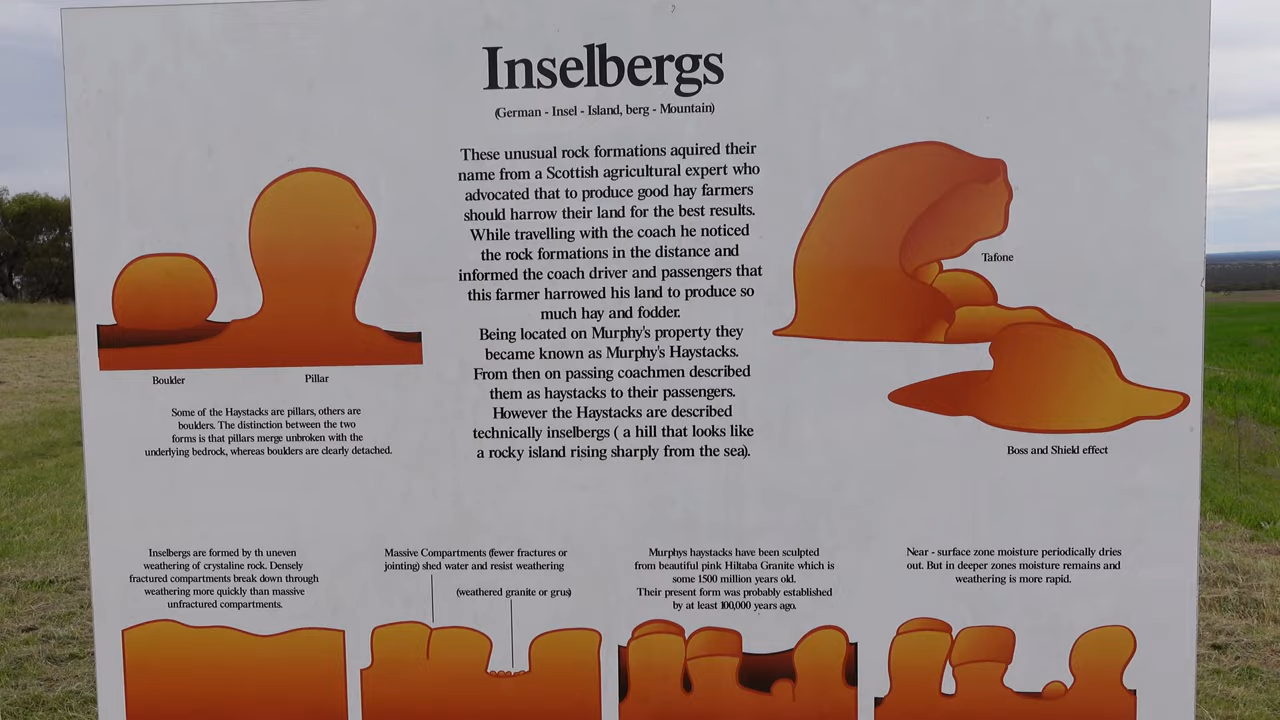 Inselbergs
(German - Insel - Island, berg - Mountain)
These unusual rock formations aquired their
name from a Scottish agricultural expert who
advocated that to produce good hay farmers
should harrow their land for the best results.
While travelling with the coach he noticed
the rock formations in the distance and
informed the coach driver and passengers that
this farmer harrowed his land to produce so
much hay and fodder.
Being located on Murphy's property they
became known as Murphy's Haystacks.
From then on passing coachmen described
them as haystacks to their passengers.
However the Haystacks are described
technically inselbergs ( a hill that looks like
a rocky island rising sharply from the sea).
Boulder
Pillar
Some of the Haystacks are pillars, others are
boulders. The distinction between the two
forms is that pillars merge unbroken with the
underlying bedrock, whereas boulders are clearly detached.
Tafone
Boss and Shield effect
Inselbergs are formed by th uneven
weathering of crystaline rock. Densely
fractured compartments break down through
weathering more quickly than massive
unfractured compartments.
Massive Compartments (fewer fractures or
jointing) shed water and resist weathering
(weathered granite or grus)
Murphys haystacks have been sculpted
from beautiful pink Hiltaba Granite which is
some 1500 million years old.
Their present form was probably established
by at least 100,000 years ago.
Near - surface zone moisture periodically dries
out. But in deeper zones moisture remains and
weathering is more rapid.